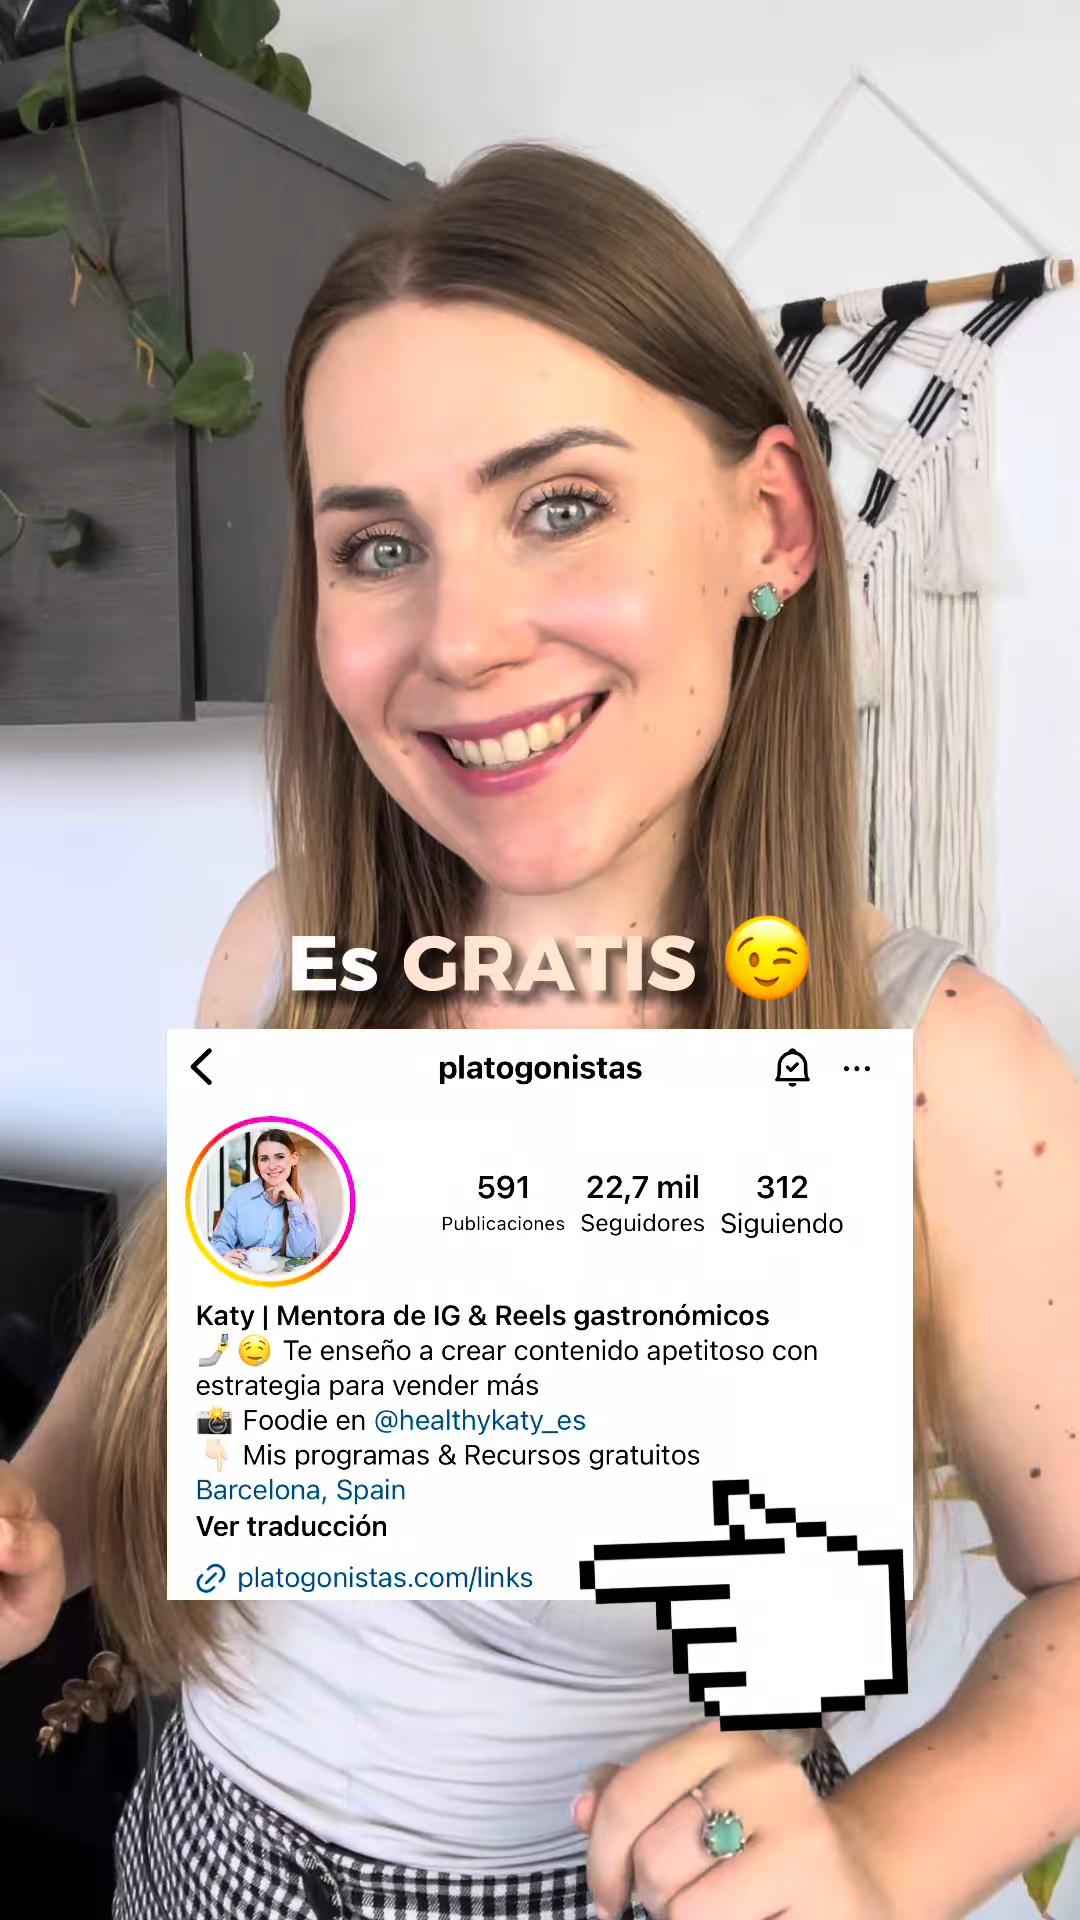 Es GRATIS 😉
platogonistas
591 22,7 mil 312
Publicaciones Seguidores Siguiendo
Katy | Mentora de IG & Reels gastronómicos
🤳🤤 Te enseño a crear contenido apetitoso con
estrategia para vender más
📸 Foodie en @healthykaty_es
👇🏻 Mis programas & Recursos gratuitos
Barcelona, Spain
Ver traducción
platogonistas.com/links